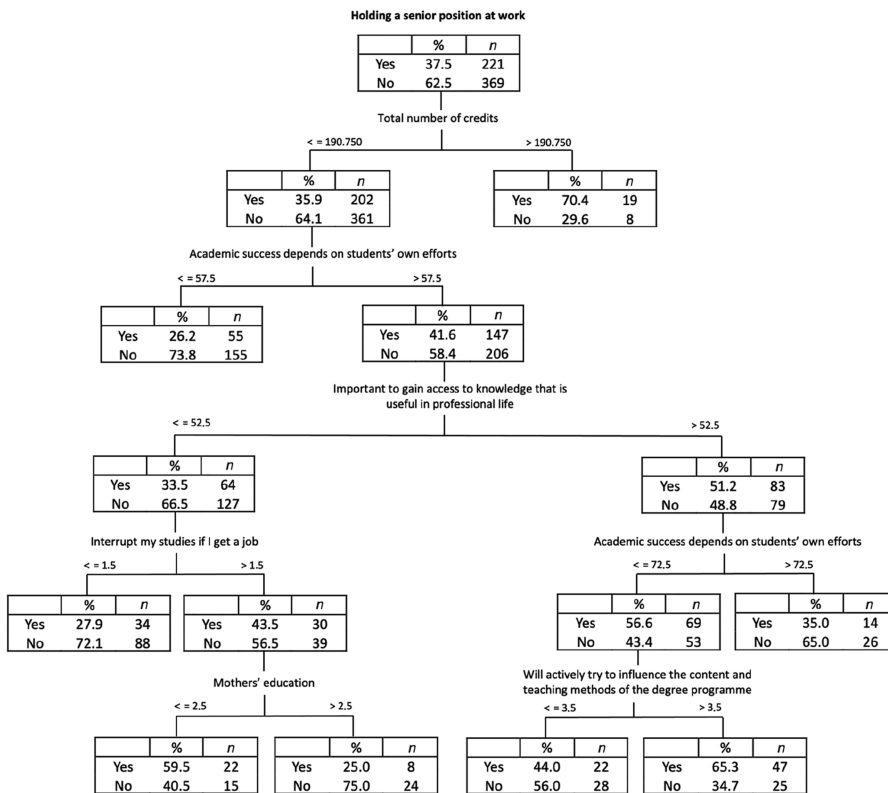 Holding a senior position at work
% n
Yes 37.5 221
No 62.5 369
Total number of credits
< = 190.750 > 190.750
% n % n
Yes 35.9 202 Yes 70.4 19
No 64.1 361 No 29.6 8
Academic success depends on students' own efforts
< = 57.5 > 57.5
% n % n
Yes 26.2 55 Yes 41.6 147
No 73.8 155 No 58.4 206
Important to gain access to knowledge that is
useful in professional life
< = 52.5 > 52.5
% n % n
Yes 33.5 64 Yes 51.2 83
No 66.5 127 No 48.8 79
Interrupt my studies if I get a job Academic success depends on students' own efforts
< = 1.5 > 1.5 < = 72.5 > 72.5
% n % n % n % n
Yes 27.9 34 Yes 43.5 30 Yes 56.6 69 Yes 35.0 14
No 72.1 88 No 56.5 39 No 43.4 53 No 65.0 26
Mothers' education Will actively try to influence the content and
teaching methods of the degree programme
< = 2.5 > 2.5 < = 3.5 > 3.5
% n % n % n % n
Yes 59.5 22 Yes 25.0 8 Yes 44.0 22 Yes 65.3 47
No 40.5 15 No 75.0 24 No 56.0 28 No 34.7 25